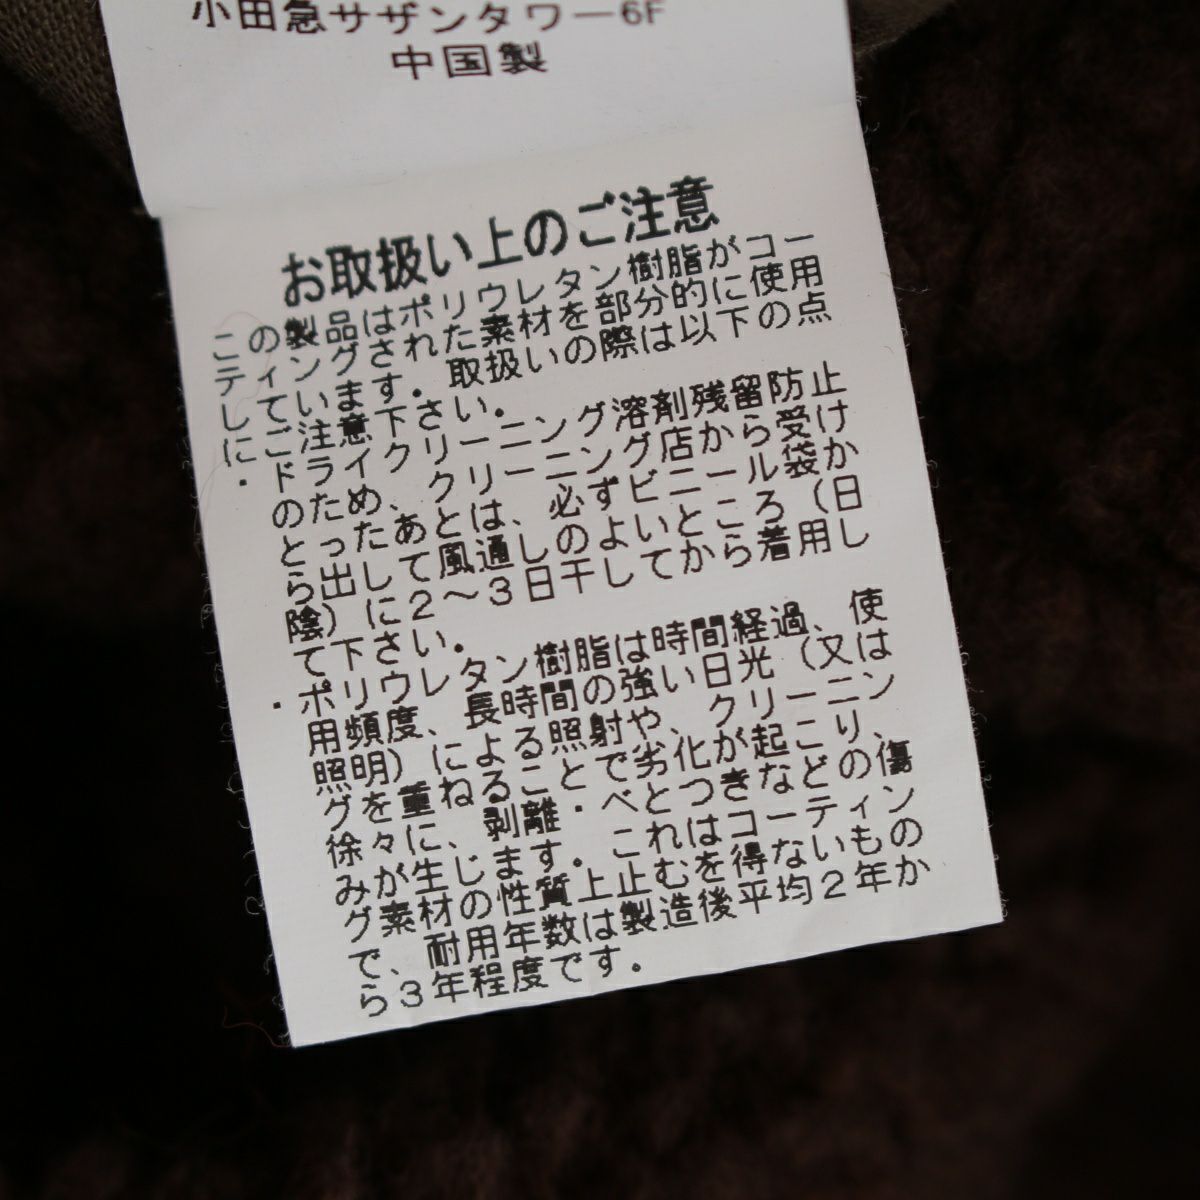 小田急サザンタワー6F
中国製
お取扱い上のご注意
この製品はポリウレタン樹脂がコー
ティングされた素材を部分的に使用
しています．取扱いの際は以下の点
にご注意下さい．
・ドライクリーニング溶剤残留防止
のため、クリーニング店から受け
とったあとは、必ずビニール袋か
ら出して風通しのよいところ（日
陰）に２～３日干してから着用し
て下さい．
・ポリウレタン樹脂は時間経過、使
用頻度、長時間の強い日光（又は
照明）による照射や、クリーニン
グを重ねることで劣化が起こり、
徐々に、剥離・べとつきなどの傷
みが生じます．これはコーティン
グ素材の性質上止むを得ないもの
で、耐用年数は製造後平均２年か
ら３年程度です．